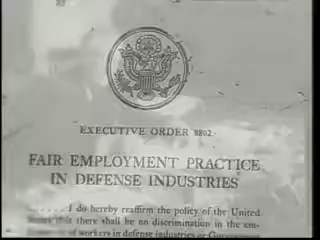 EXECUTIVE ORDER 8802
FAIR EMPLOYMENT PRACTICE
IN DEFENSE INDUSTRIES
I do hereby reaffirm the policy of the United
States that there shall be no discrimination in the em-
of workers in defense industries or Government